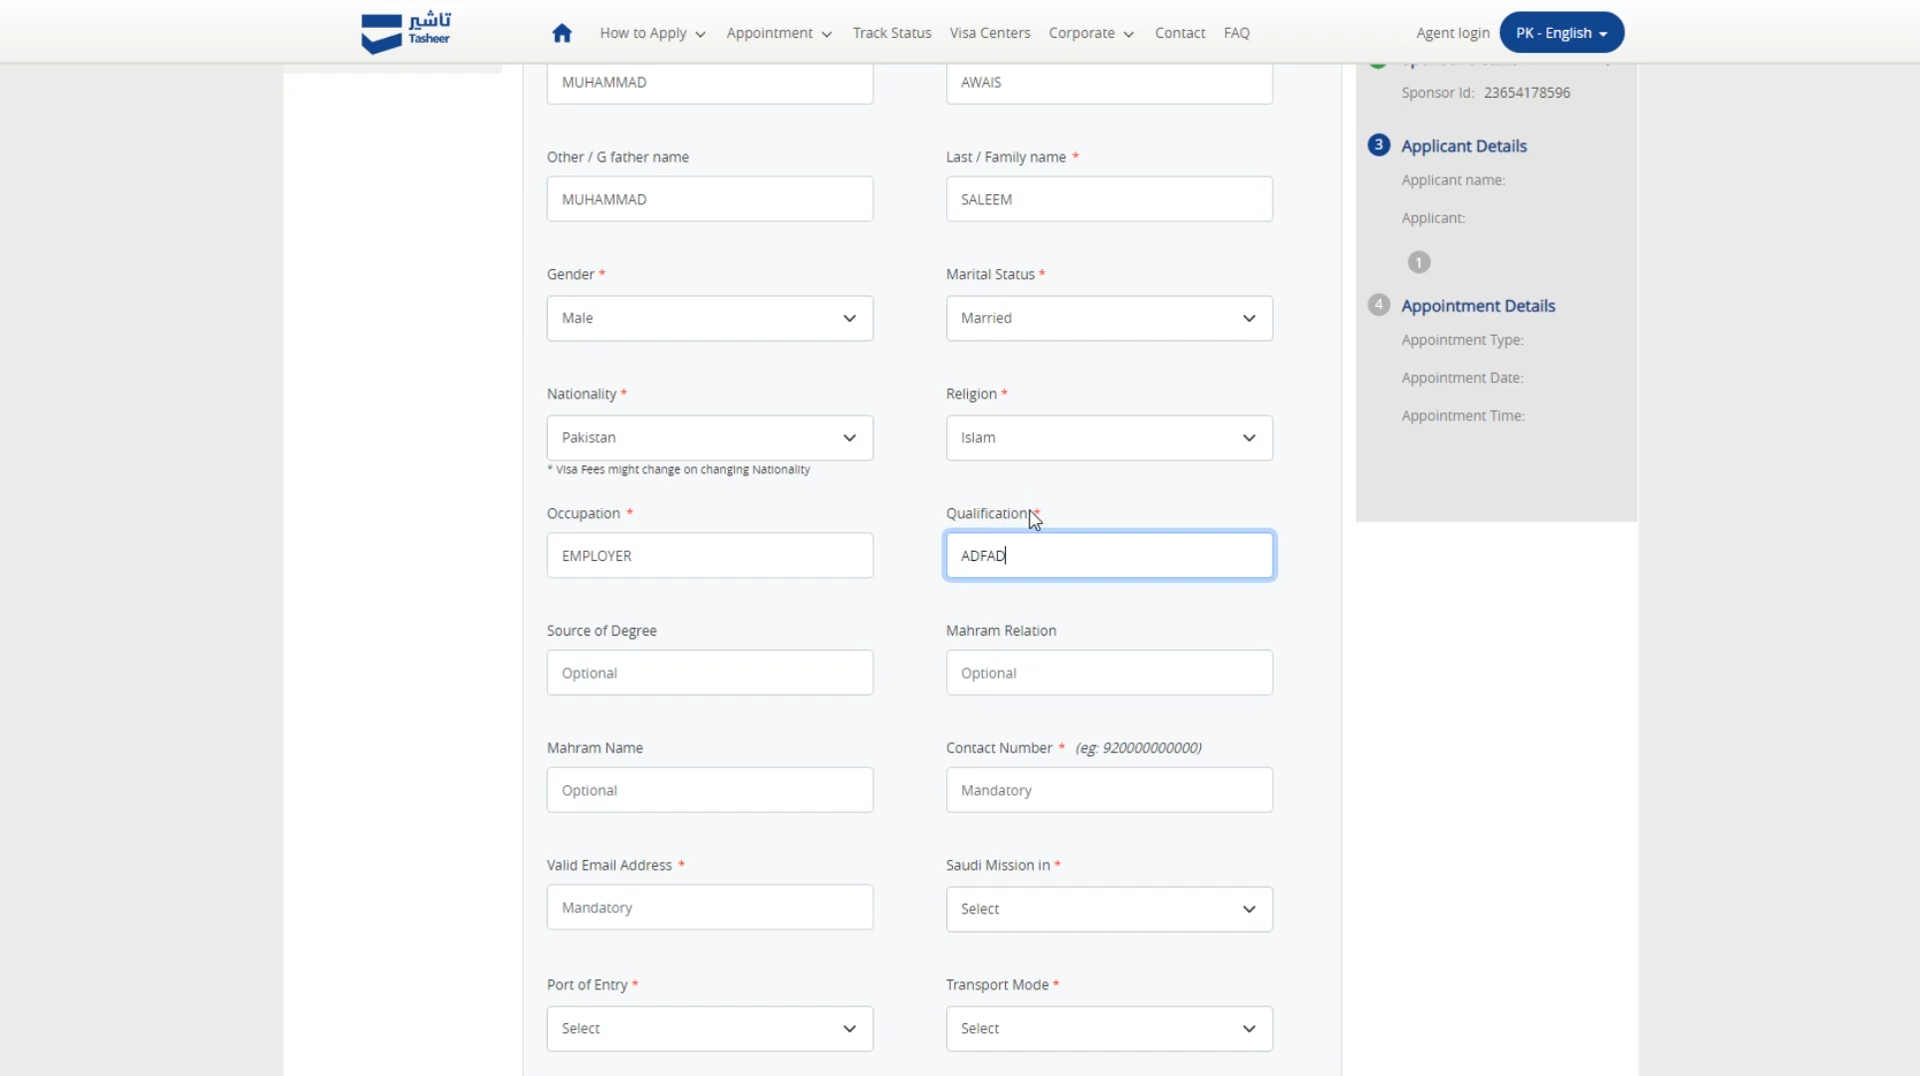 تاشير
Tasheer
How to Apply
Appointment
Track Status
Visa Centers
Corporate
Contact
FAQ
Agent login
PK - English
MUHAMMAD
AWAIS
Other / G father name
Last / Family name *
MUHAMMAD
SALEEM
Gender *
Marital Status *
Male
Married
Nationality *
Religion *
Pakistan
Islam
* Visa Fees might change on changing Nationality
Occupation *
Qualification *
EMPLOYER
ADFAD
Source of Degree
Mahram Relation
Optional
Optional
Mahram Name
Contact Number * (eg: 920000000000)
Optional
Mandatory
Valid Email Address *
Saudi Mission in *
Mandatory
Select
Port of Entry *
Transport Mode *
Select
Select
Sponsor Id: 23654178596
3 Applicant Details
Applicant name:
Applicant:
1
4 Appointment Details
Appointment Type:
Appointment Date:
Appointment Time: